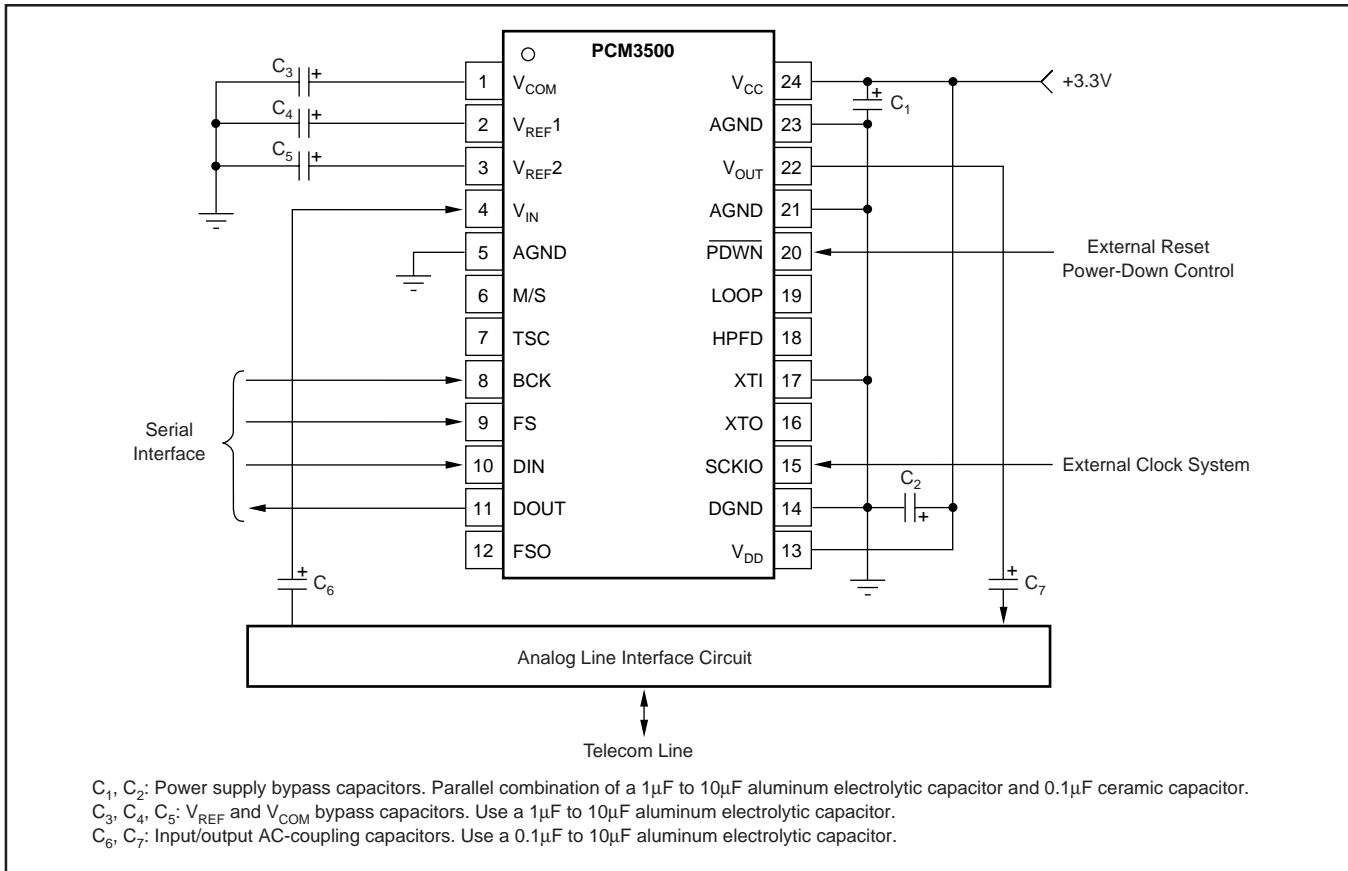 PCM3500
C3 +
C4 +
C5 +
1 VCOM
2 VREF1
3 VREF2
4 VIN
5 AGND
6 M/S
7 TSC
8 BCK
9 FS
10 DIN
11 DOUT
12 FSO
VCC 24
AGND 23
VOUT 22
AGND 21
PDWN 20
LOOP 19
HPFD 18
XTI 17
XTO 16
SCKIO 15
DGND 14
VDD 13
+ C1
+3.3V
External Reset
Power-Down Control
External Clock System
C2 +
Serial
Interface
+ C6
+ C7
Analog Line Interface Circuit
Telecom Line
C1, C2: Power supply bypass capacitors. Parallel combination of a 1µF to 10µF aluminum electrolytic capacitor and 0.1µF ceramic capacitor.
C3, C4, C5: VREF and VCOM bypass capacitors. Use a 1µF to 10µF aluminum electrolytic capacitor.
C6, C7: Input/output AC-coupling capacitors. Use a 0.1µF to 10µF aluminum electrolytic capacitor.